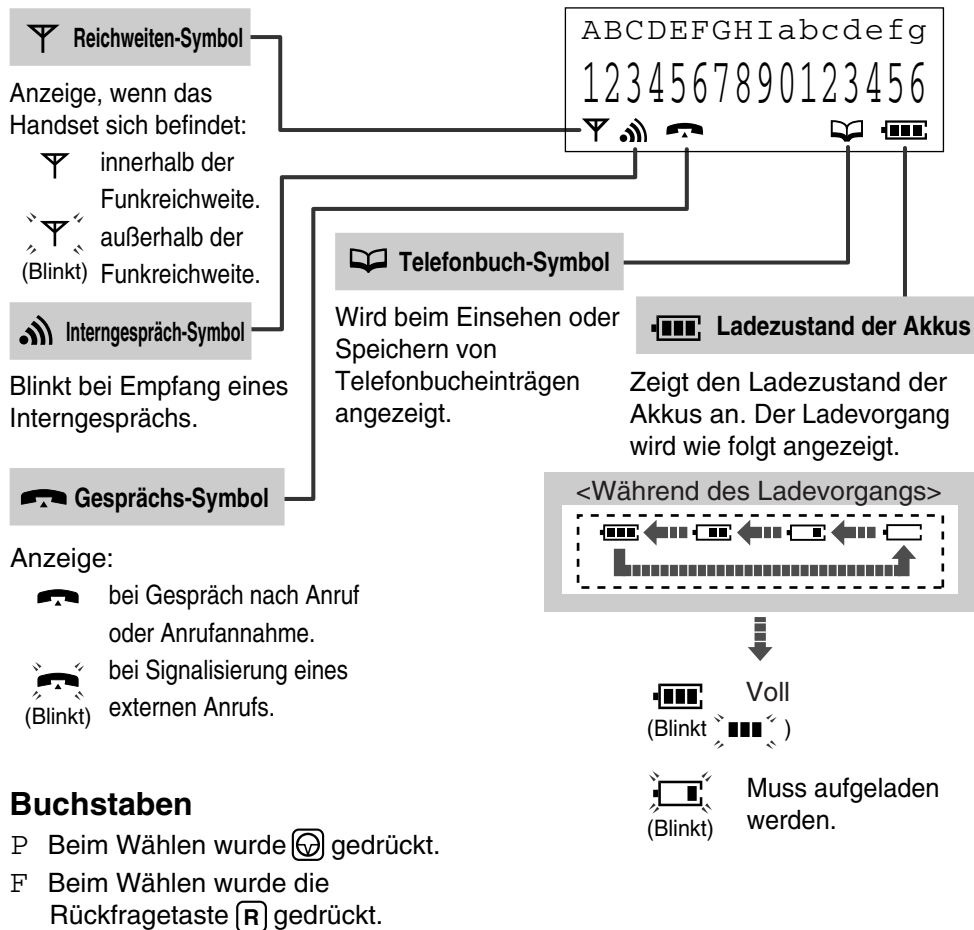 ABCDEFGHIabcdefg
1234567890123456
Reichweiten-Symbol
Anzeige, wenn das
Handset sich befindet:
innerhalb der
Funkreichweite.
außerhalb der
(Blinkt) Funkreichweite.
Interngespräch-Symbol
Blinkt bei Empfang eines
Interngesprächs.
Gesprächs-Symbol
Anzeige:
bei Gespräch nach Anruf
oder Anrufannahme.
bei Signalisierung eines
(Blinkt) externen Anrufs.
Telefonbuch-Symbol
Wird beim Einsehen oder
Speichern von
Telefonbucheinträgen
angezeigt.
Ladezustand der Akkus
Zeigt den Ladezustand der
Akkus an. Der Ladevorgang
wird wie folgt angezeigt.
<Während des Ladevorgangs>
Voll
(Blinkt )
Muss aufgeladen
(Blinkt) werden.
Buchstaben
P Beim Wählen wurde gedrückt.
F Beim Wählen wurde die
Rückfragetaste R gedrückt.